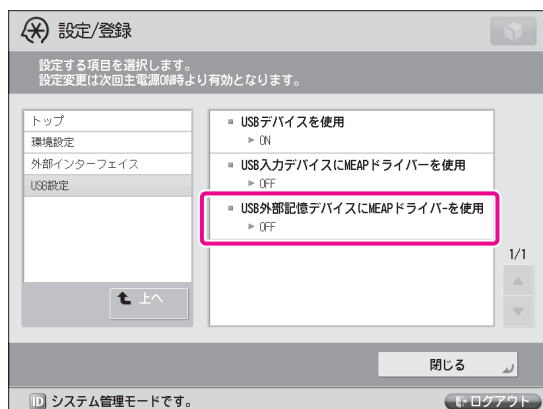 設定/登録
設定する項目を選択します。
設定変更は次回主電源ON時より有効となります。
トップ
環境設定
外部インターフェイス
USB設定
上へ
USBデバイスを使用
ON
USB入力デバイスにMEAPドライバーを使用
OFF
USB外部記憶デバイスにMEAPドライバｰを使用
OFF
1/1
閉じる
ID システム管理モードです。
ログアウト